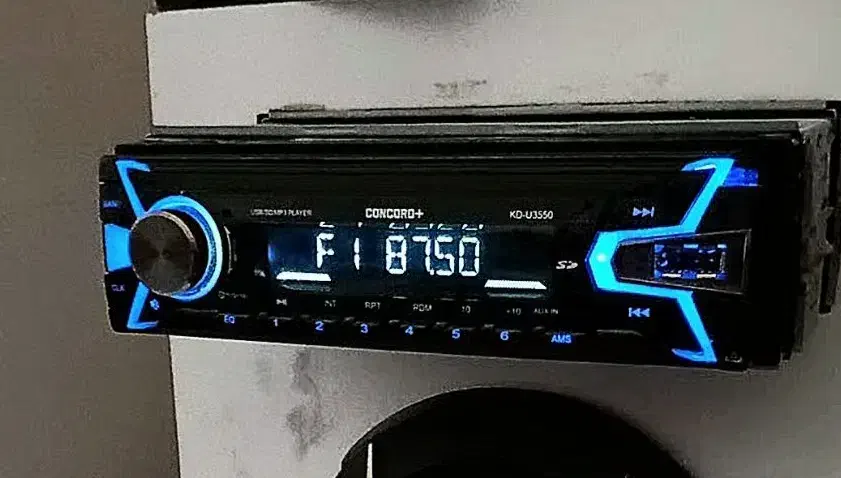 BAND
USB/SD/MP3 PLAYER
CONCORD+
KD-U3550
F1 87.50
CLK
INT
RPT
RDM
-10
+10
AUX IN
EQ
1
2
3
4
5
6
AMS